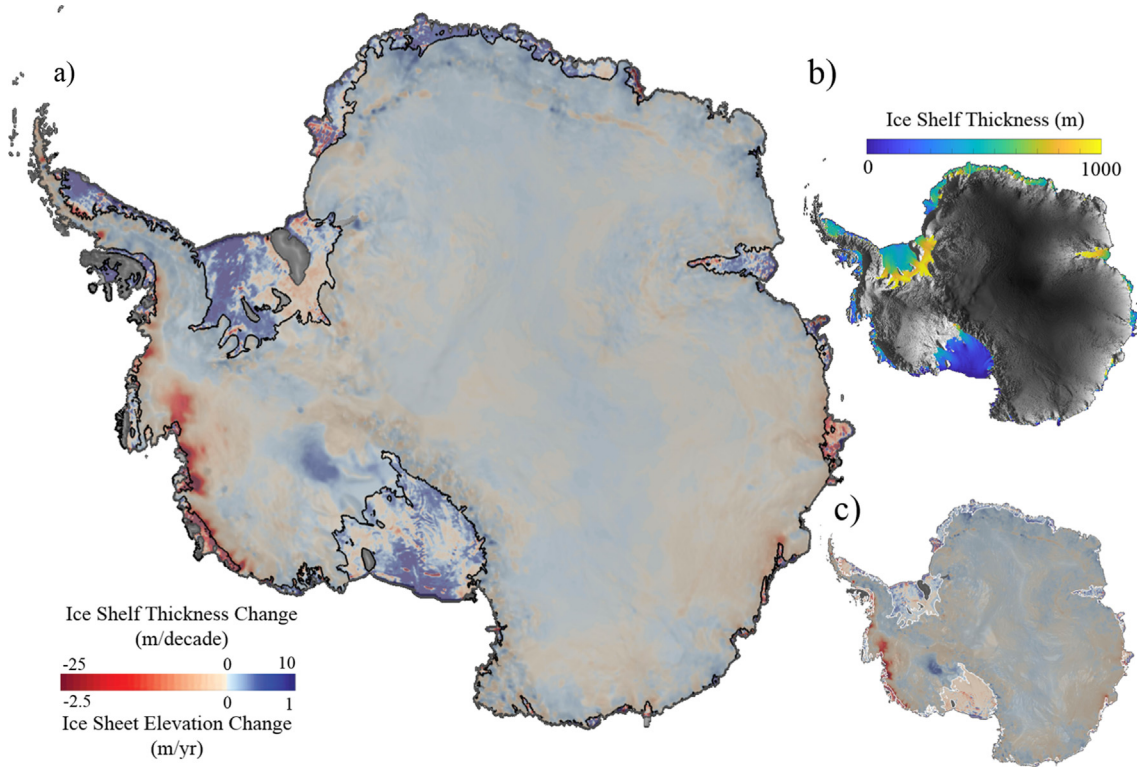 a)
b)
Ice Shelf Thickness (m)
0 1000
c)
Ice Shelf Thickness Change
(m/decade)
-25 0 10
-2.5 0 1
Ice Sheet Elevation Change
(m/yr)